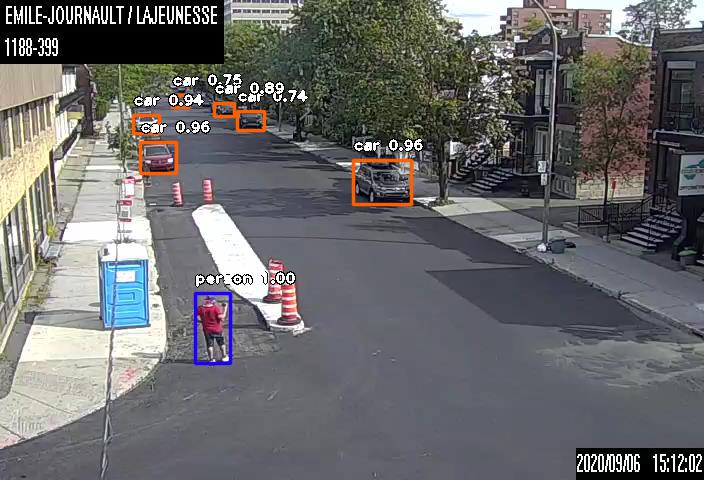 EMILE-JOURNAULT / LAJEUNESSE
1188-399
car 0.75
car 0.89
car 0.94
car 0.74
car 0.96
car 0.96
person 1.00
2020/09/06 15:12:02